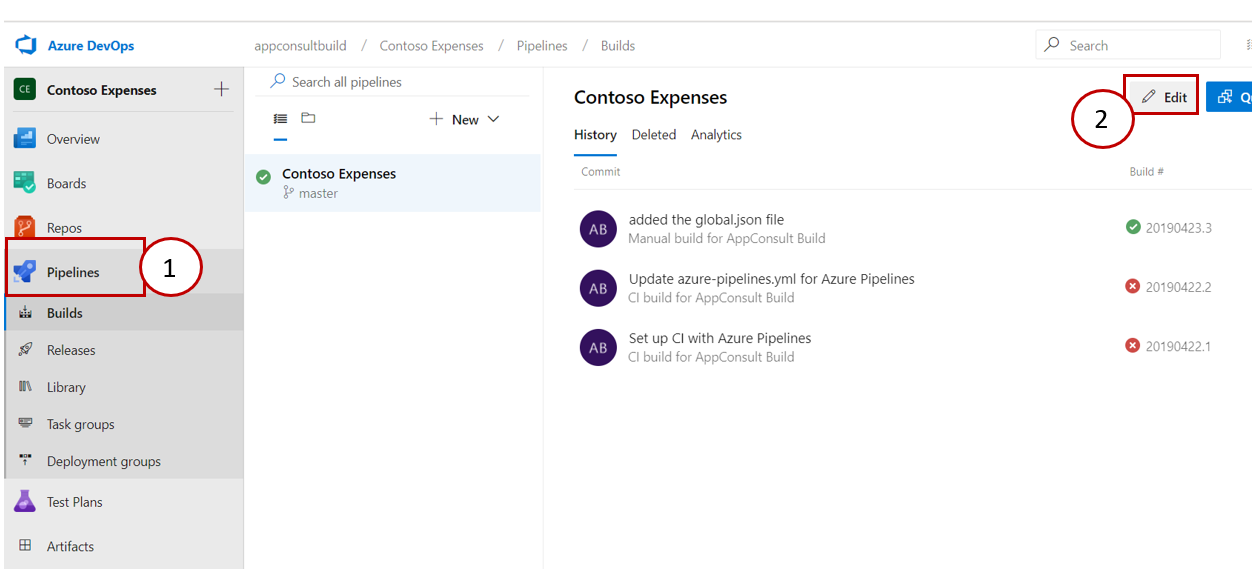 Azure DevOps
appconsultbuild / Contoso Expenses / Pipelines / Builds
Search
CE Contoso Expenses
Overview
Boards
Repos
Pipelines
1
Builds
Releases
Library
Task groups
Deployment groups
Test Plans
Artifacts
Search all pipelines
New
Contoso Expenses
master
Contoso Expenses
2
Edit
History Deleted Analytics
Commit Build #
AB added the global.json file
Manual build for AppConsult Build
20190423.3
AB Update azure-pipelines.yml for Azure Pipelines
CI build for AppConsult Build
20190422.2
AB Set up CI with Azure Pipelines
CI build for AppConsult Build
20190422.1